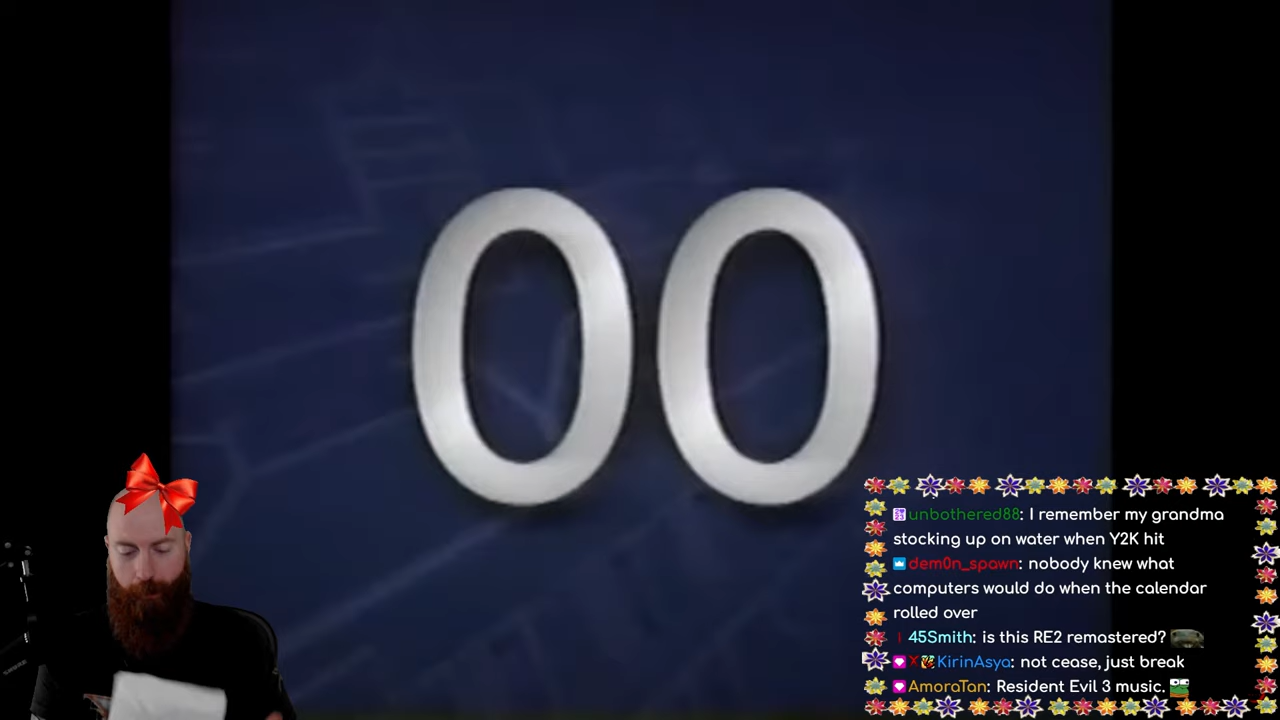 00
unbothered88: I remember my grandma
stocking up on water when Y2K hit
dem0n_spawn: nobody knew what
computers would do when the calendar
rolled over
45Smith: is this RE2 remastered?
KirinAsya: not cease, just break
AmoraTan: Resident Evil 3 music.